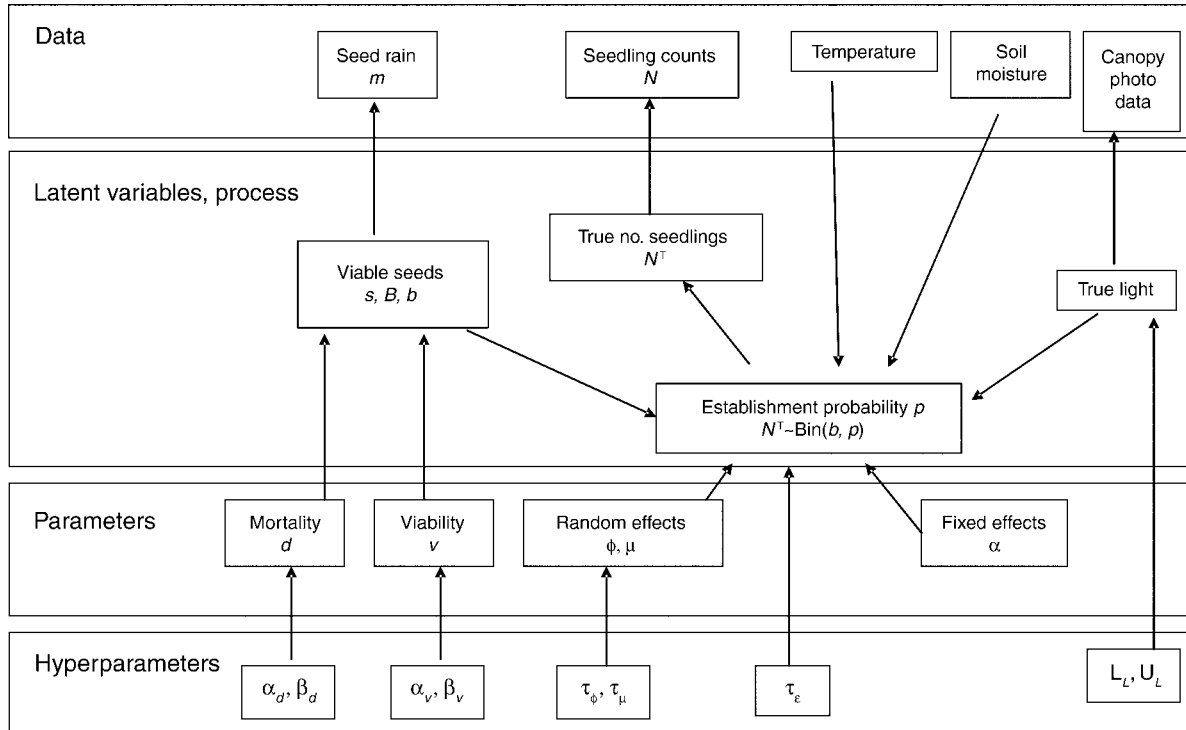 Data
Seed rain
m
Seedling counts
N
Temperature
Soil
moisture
Canopy
photo
data
Latent variables, process
True no. seedlings
Nᵀ
Viable seeds
s, B, b
True light
Establishment probability p
Nᵀ~Bin(b, p)
Parameters
Mortality
d
Viability
v
Random effects
ϕ, μ
Fixed effects
α
Hyperparameters
α_d, β_d
α_v, β_v
τ_ϕ, τ_μ
τ_ε
L_L, U_L